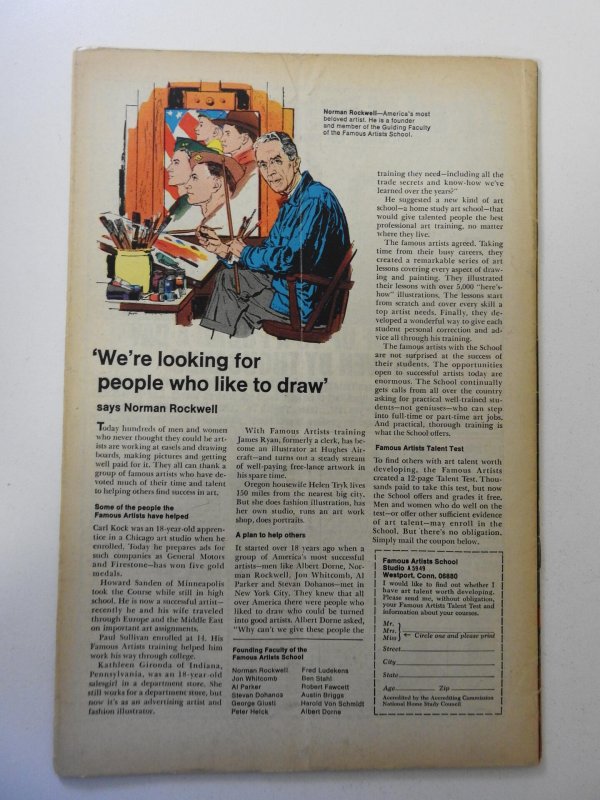 Norman Rockwell—America's most
beloved artist. He is a founder
and member of the Guiding Faculty
of the Famous Artists School.
'We're looking for
people who like to draw'
says Norman Rockwell
Today hundreds of men and women
who never thought they could be art-
ists are working at easels and drawing
boards, making pictures and getting
well paid for it. They all can thank a
group of famous artists who have de-
voted much of their time and talent
to helping others find success in art.
Some of the people the
Famous Artists have helped
Carl Kock was an 18-year-old appren-
tice in a Chicago art studio when he
enrolled. Today he prepares ads for
such companies as General Motors
and Firestone—has won five gold
medals.
Howard Sanden of Minneapolis
took the Course while still in high
school. He is now a successful artist—
recently he and his wife traveled
through Europe and the Middle East
on important art assignments.
Paul Sullivan enrolled at 14. His
Famous Artists training helped him
work his way through college.
Kathleen Gironda of Indiana,
Pennsylvania, was an 18-year-old
salesgirl in a department store. She
still works for a department store, but
now it's as an advertising artist and
fashion illustrator.
With Famous Artists training
James Ryan, formerly a clerk, has be-
come an illustrator at Hughes Air-
craft—and turns out a steady stream
of well-paying free-lance artwork in
his spare time.
Oregon housewife Helen Tryk lives
150 miles from the nearest big city.
But she does fashion illustration, has
her own studio, runs an art work
shop, does portraits.
A plan to help others
It started over 18 years ago when a
group of America's most successful
artists—men like Albert Dorne, Nor-
man Rockwell, Jon Whitcomb, Al
Parker and Stevan Dohanos—met in
New York City. They knew that all
over America there were people who
liked to draw who could be turned
into good artists. Albert Dorne asked,
"Why can't we give these people the
Founding Faculty of the
Famous Artists School
Norman Rockwell
Jon Whitcomb
Al Parker
Stevan Dohanos
George Giusti
Peter Helck
Fred Ludekens
Ben Stahl
Robert Fawcett
Austin Briggs
Harold Von Schmidt
Albert Dorne
training they need—including all the
trade secrets and know-how we've
learned over the years?"
He suggested a new kind of art
school—a home study art school—that
would give talented people the best
professional art training, no matter
where they live.
The famous artists agreed. Taking
time from their busy careers, they
created a remarkable series of art
lessons covering every aspect of draw-
ing and painting. They illustrated
their lessons with over 5,000 "here's-
how" illustrations. The lessons start
from scratch and cover every skill a
top artist needs. Finally, they de-
veloped a wonderful way to give each
student personal correction and ad-
vice all through his training.
The famous artists with the School
are not surprised at the success of
their students. The opportunities
open to successful artists today are
enormous. The School continually
gets calls from all over the country
asking for practical well-trained stu-
dents—not geniuses—who can step
into full-time or part-time art jobs.
And practical, thorough training is
what the School offers.
Famous Artists Talent Test
To find others with art talent worth
developing, the Famous Artists
created a 12-page Talent Test. Thou-
sands paid to take this test, but now
the School offers and grades it free.
Men and women who do well on the
test—or offer other sufficient evidence
of art talent—may enroll in the
School. But there's no obligation.
Simply mail the coupon below.
Famous Artists School
Studio A5949
Westport, Conn. 06880
I would like to find out whether I
have art talent worth developing.
Please send me, without obligation,
your Famous Artists Talent Test and
information about your courses.
Mr.
Mrs. ← Circle one and please print
Miss
Street
City
State
Age Zip
Accredited by the Accrediting Commission
National Home Study Council